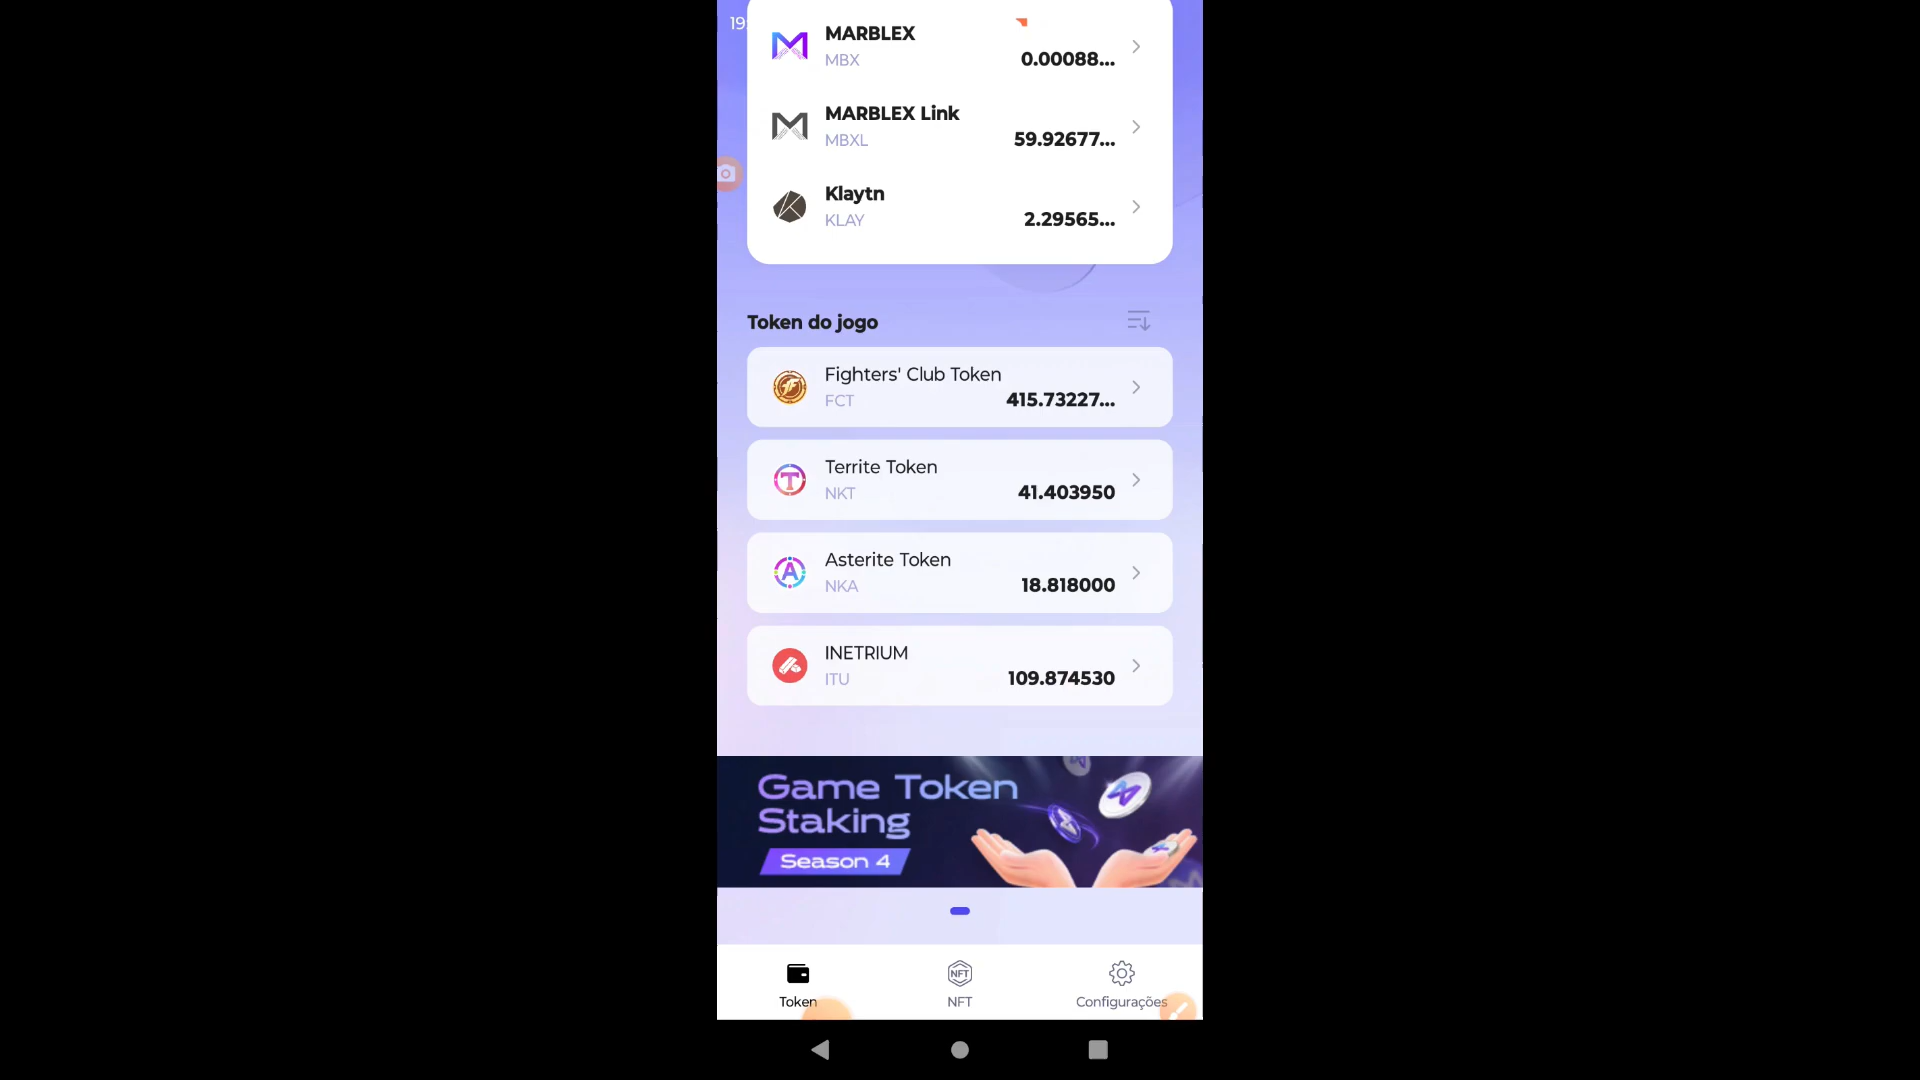 19:
MARBLEX
MBX
0.00088...
MARBLEX Link
MBXL
59.92677...
Klaytn
KLAY
2.29565...
Token do jogo
Fighters' Club Token
FCT
415.73227...
Territe Token
NKT
41.403950
Asterite Token
NKA
18.818000
INETRIUM
ITU
109.874530
Game Token
Staking
Season 4
NFT
Token
NFT
Configurações